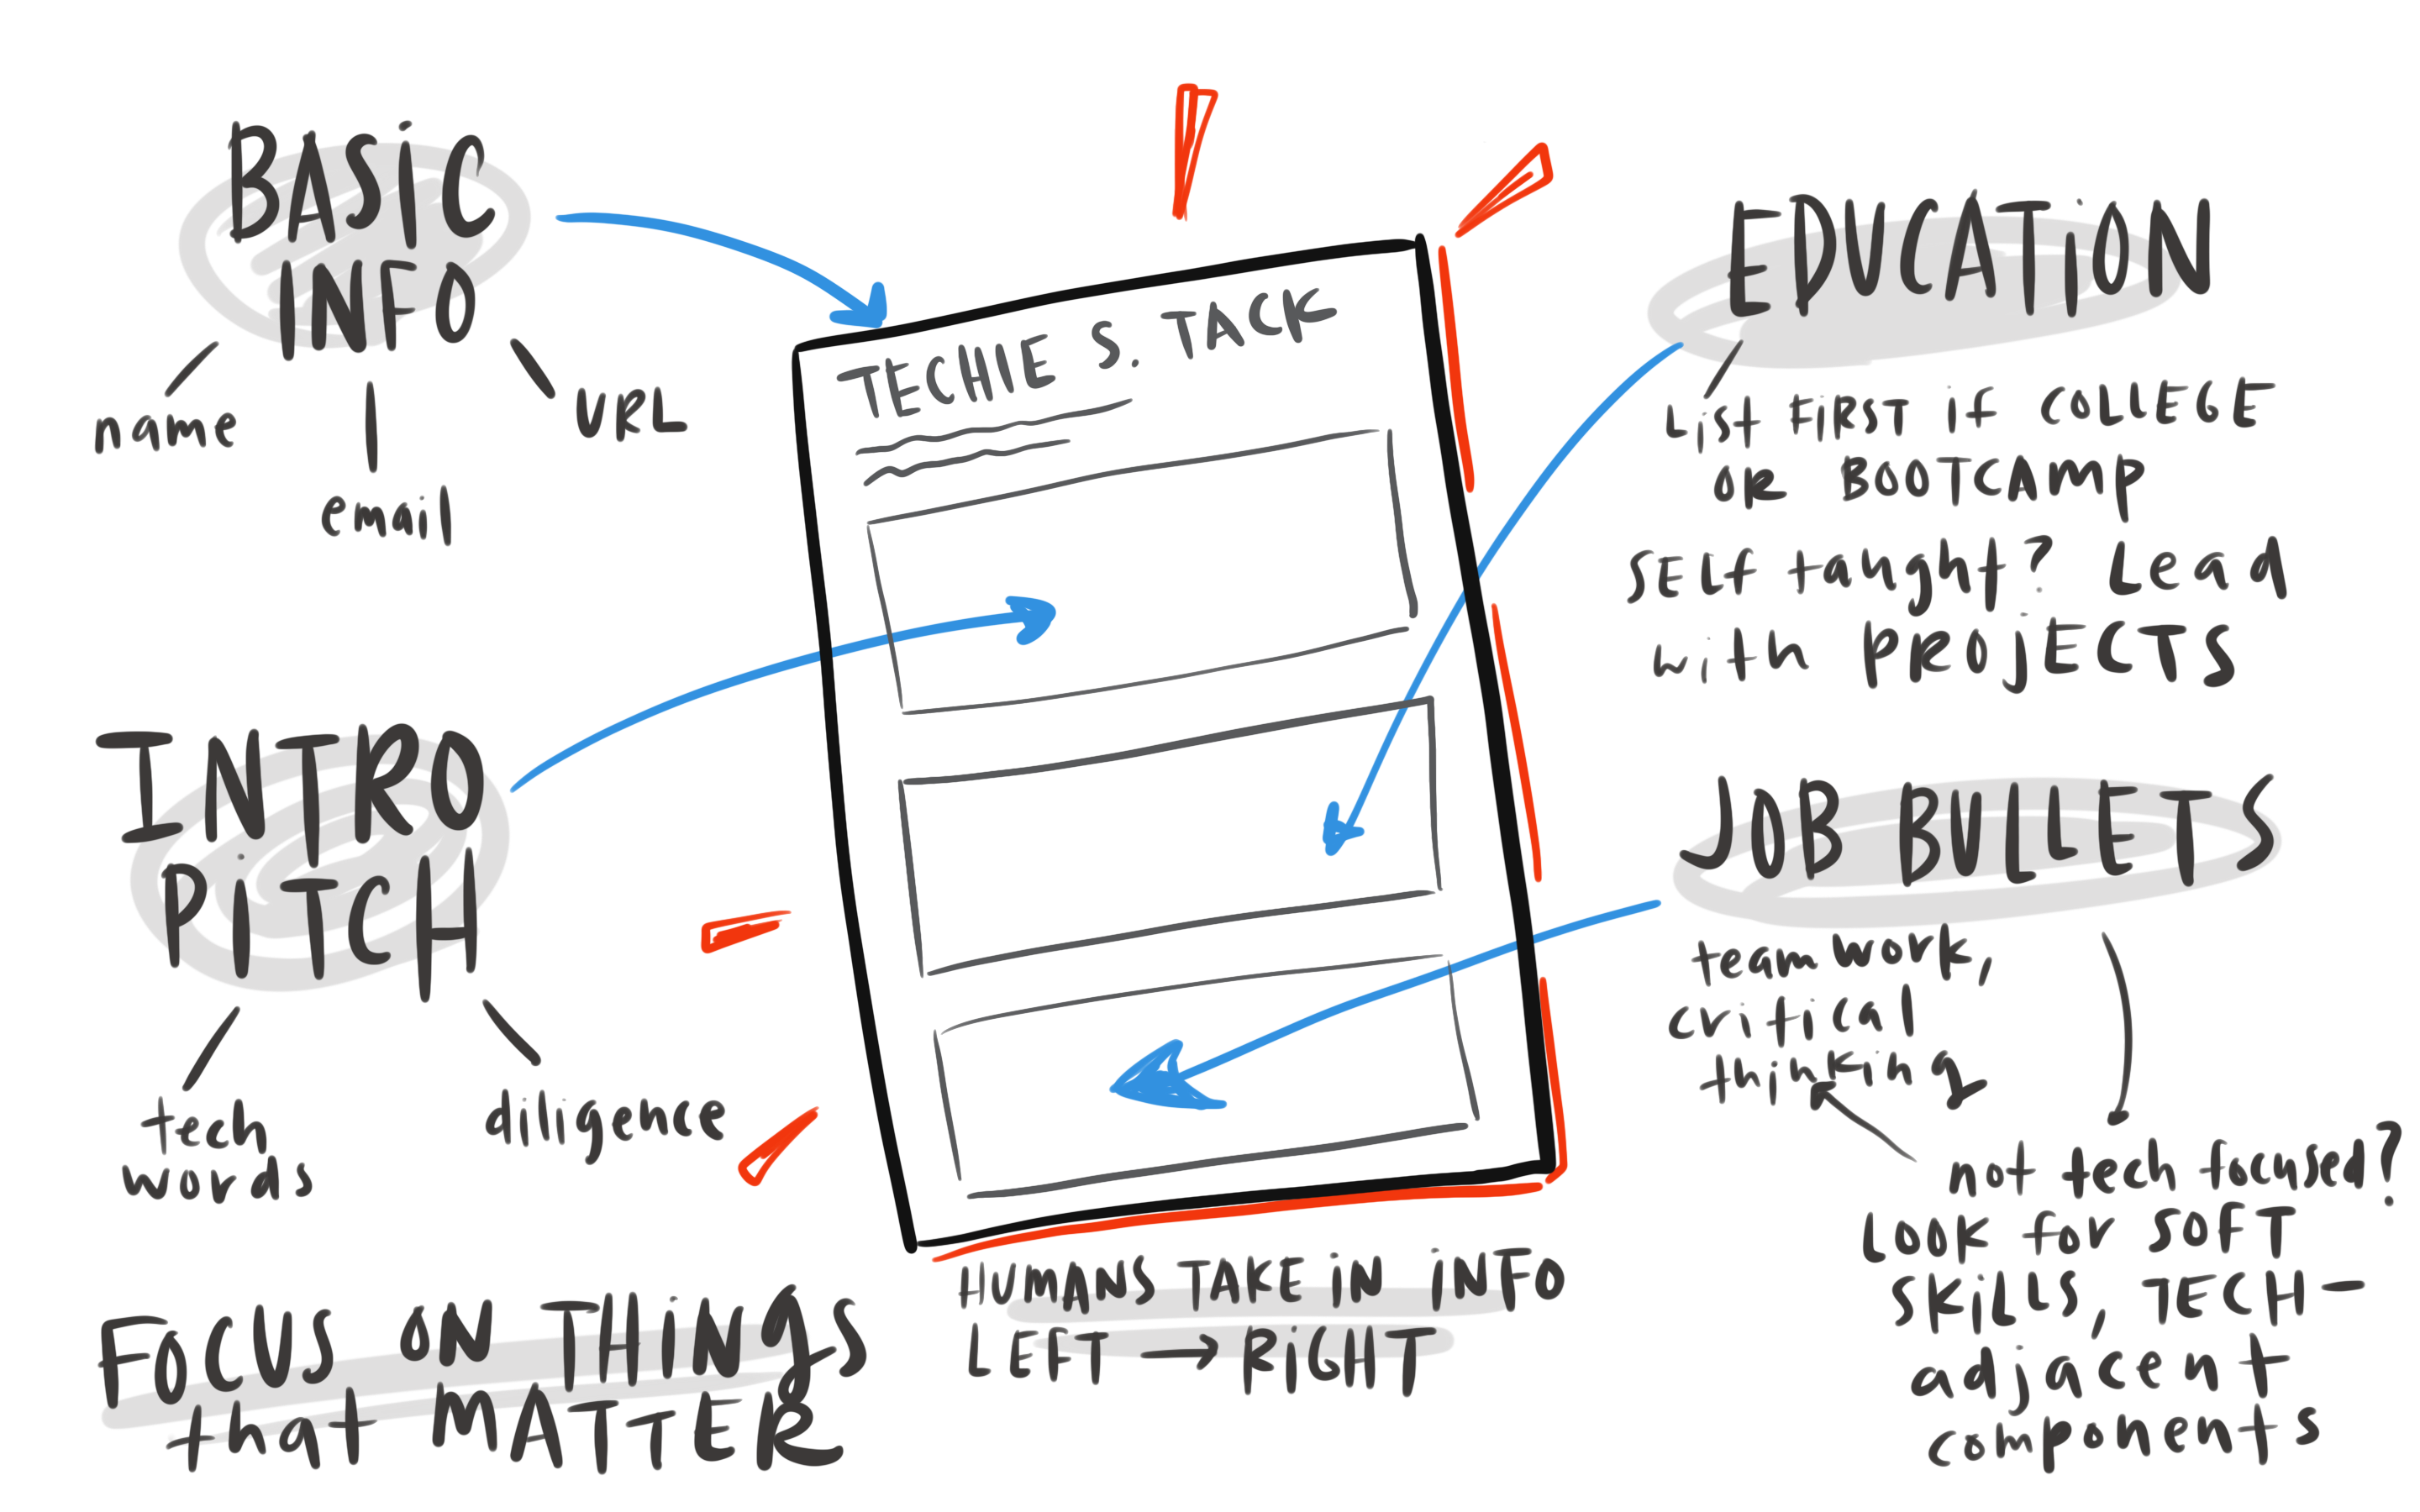 BASiC
INFO
name
email
URL
INTRO
PiTCH
tech
words
diligence
FOCUS ON THiNgS
that MATTER
TECHIE S. TACK
HUMANS TAKE iN iNFO
LEFT → RiGHT
EDUCATiON
LiSt FiRST iF COLLEGE
OR BOOTCAmp
SELf taught? Lead
with PROjECTS
JOB BULLETS
teamwork,
critical
thinking
not tech focused?
LOOK for SOFT
SKiLLS, TECH-
adjacent
components